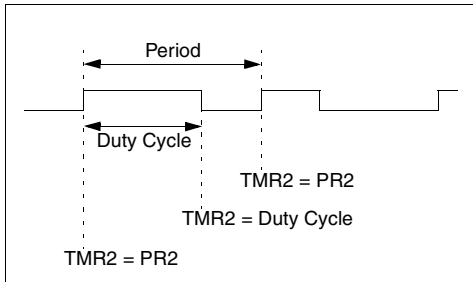 Period
Duty Cycle
TMR2 = PR2
TMR2 = Duty Cycle
TMR2 = PR2